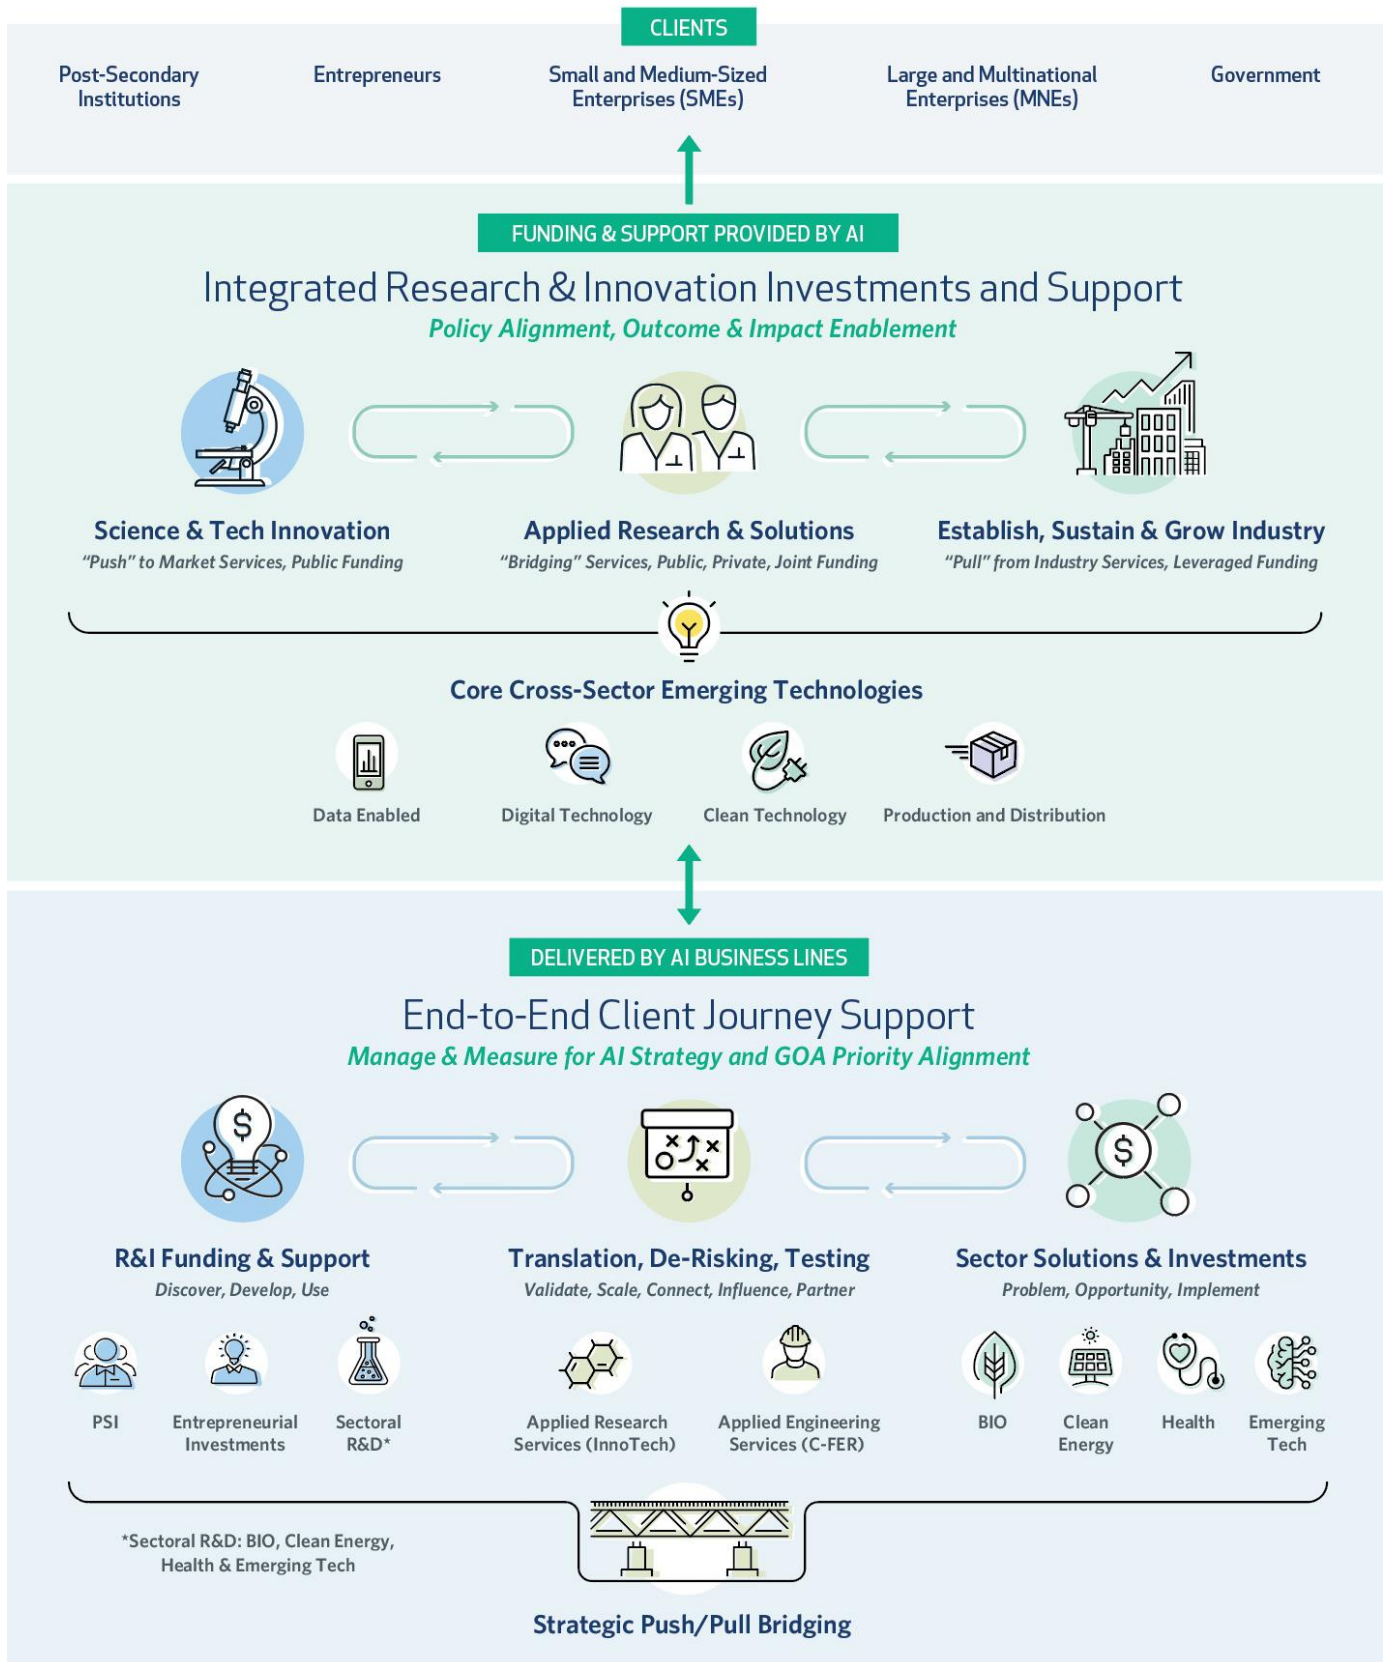 CLIENTS
Post-Secondary
Institutions
Entrepreneurs
Small and Medium-Sized
Enterprises (SMEs)
Large and Multinational
Enterprises (MNEs)
Government
FUNDING & SUPPORT PROVIDED BY AI
Integrated Research & Innovation Investments and Support
Policy Alignment, Outcome & Impact Enablement
Science & Tech Innovation
“Push” to Market Services, Public Funding
Applied Research & Solutions
“Bridging” Services, Public, Private, Joint Funding
Establish, Sustain & Grow Industry
“Pull” from Industry Services, Leveraged Funding
Core Cross-Sector Emerging Technologies
Data Enabled
Digital Technology
Clean Technology
Production and Distribution
DELIVERED BY AI BUSINESS LINES
End-to-End Client Journey Support
Manage & Measure for AI Strategy and GOA Priority Alignment
$
$
R&I Funding & Support
Discover, Develop, Use
Translation, De-Risking, Testing
Validate, Scale, Connect, Influence, Partner
Sector Solutions & Investments
Problem, Opportunity, Implement
PSI
Entrepreneurial
Investments
Sectoral
R&D*
Applied Research
Services (InnoTech)
Applied Engineering
Services (C-FER)
BIO
Clean
Energy
Health
Emerging
Tech
*Sectoral R&D: BIO, Clean Energy,
Health & Emerging Tech
Strategic Push/Pull Bridging